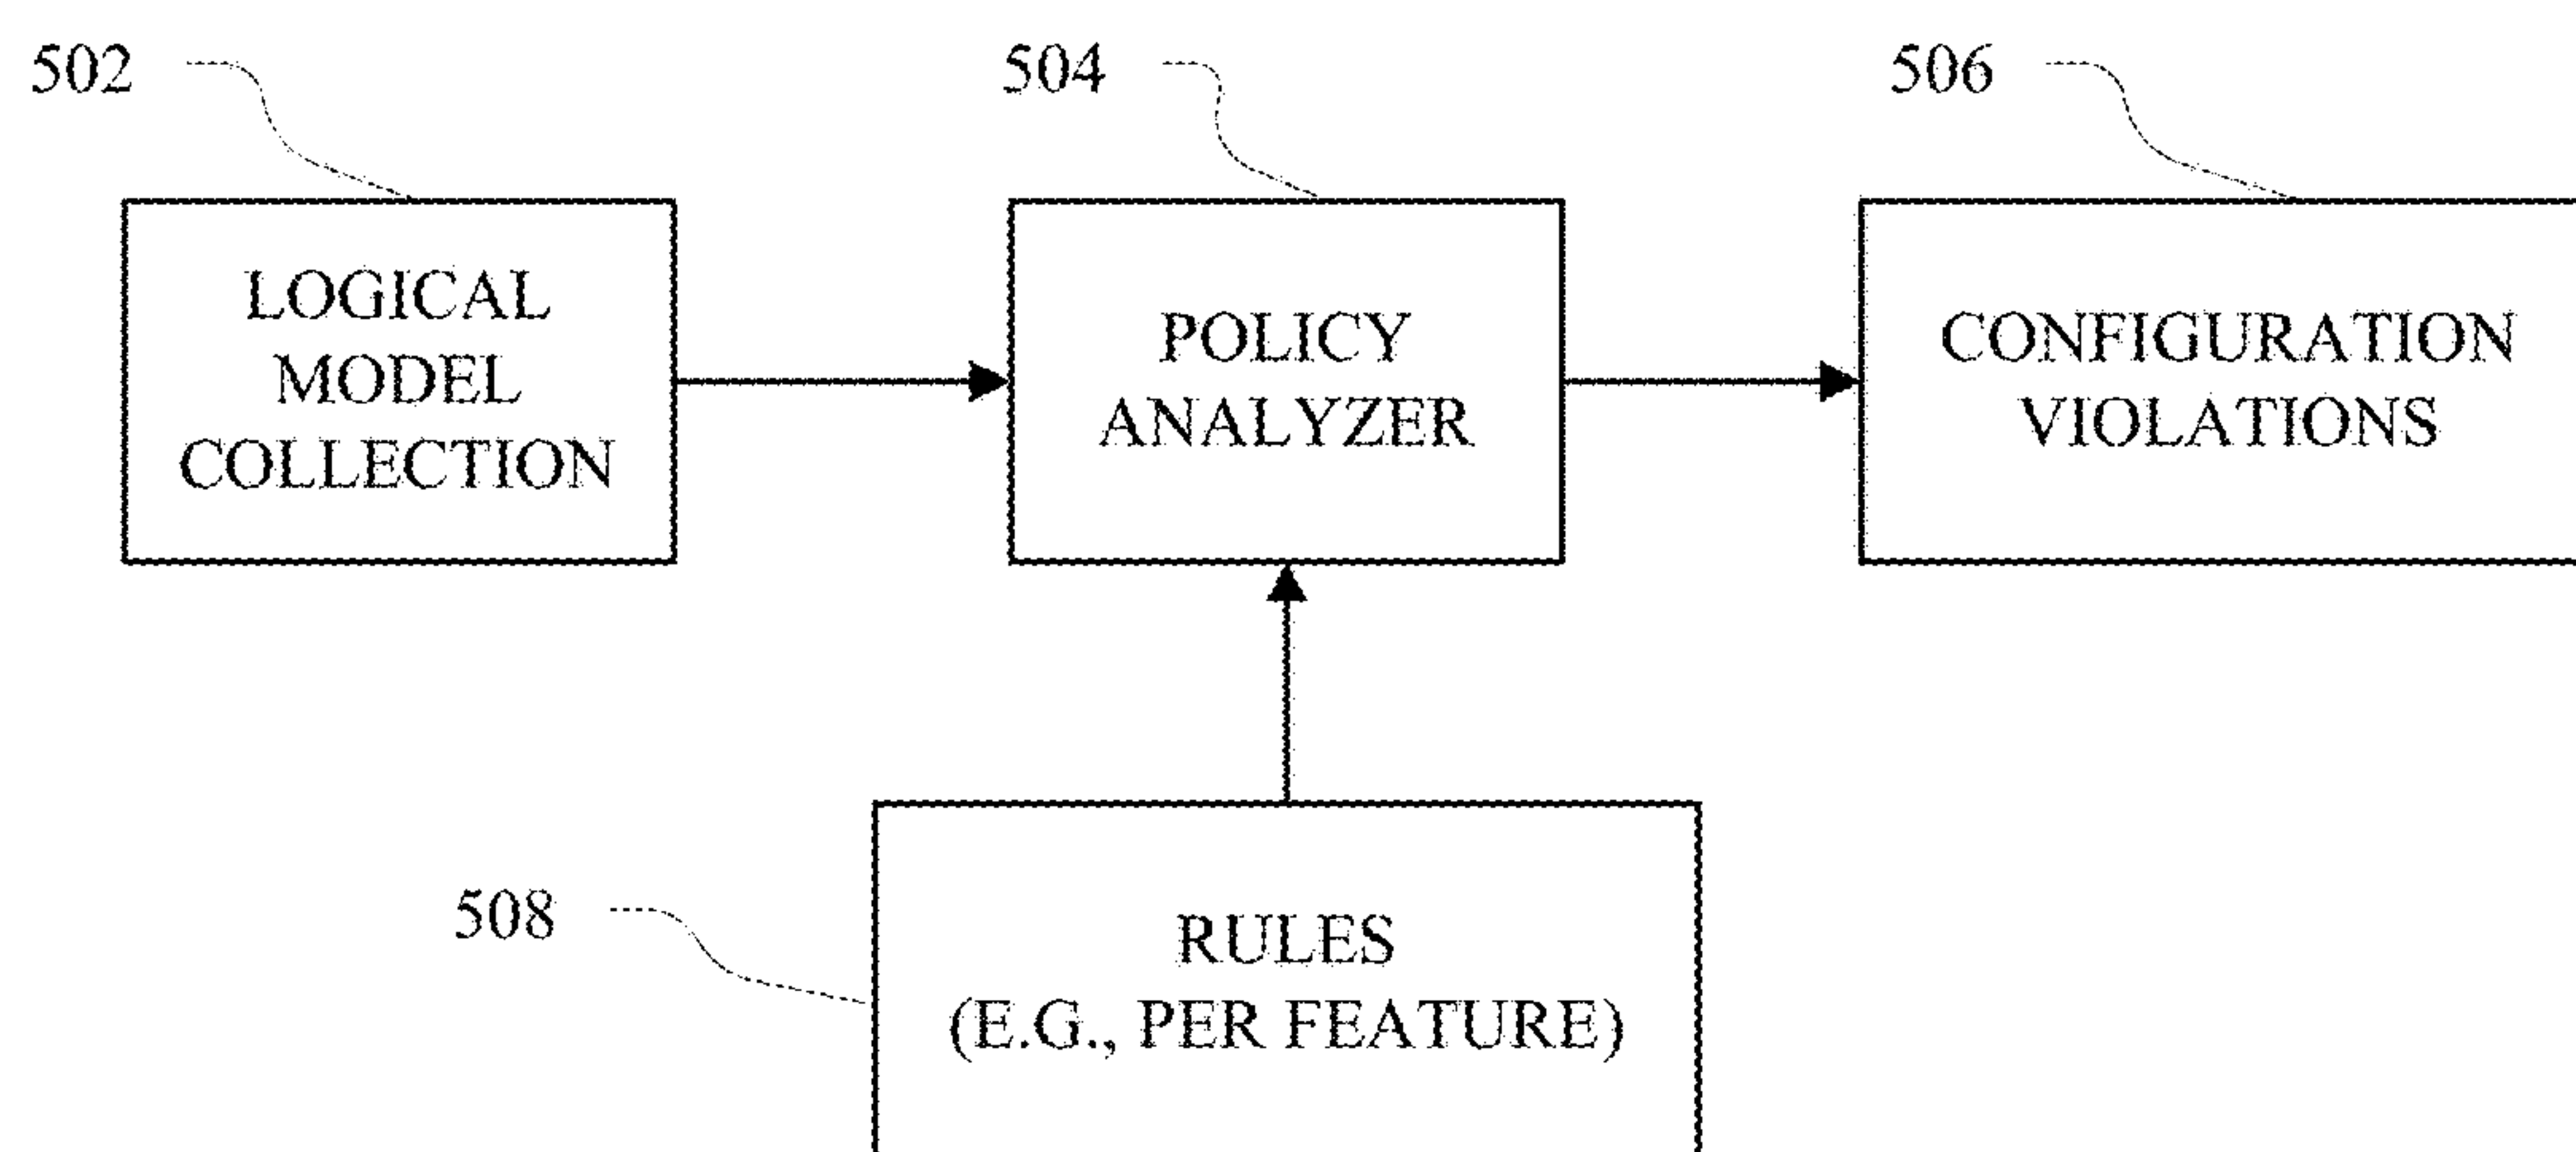 502
504
506
LOGICAL
MODEL
COLLECTION
POLICY
ANALYZER
CONFIGURATION
VIOLATIONS
508
RULES
(E.G., PER FEATURE)